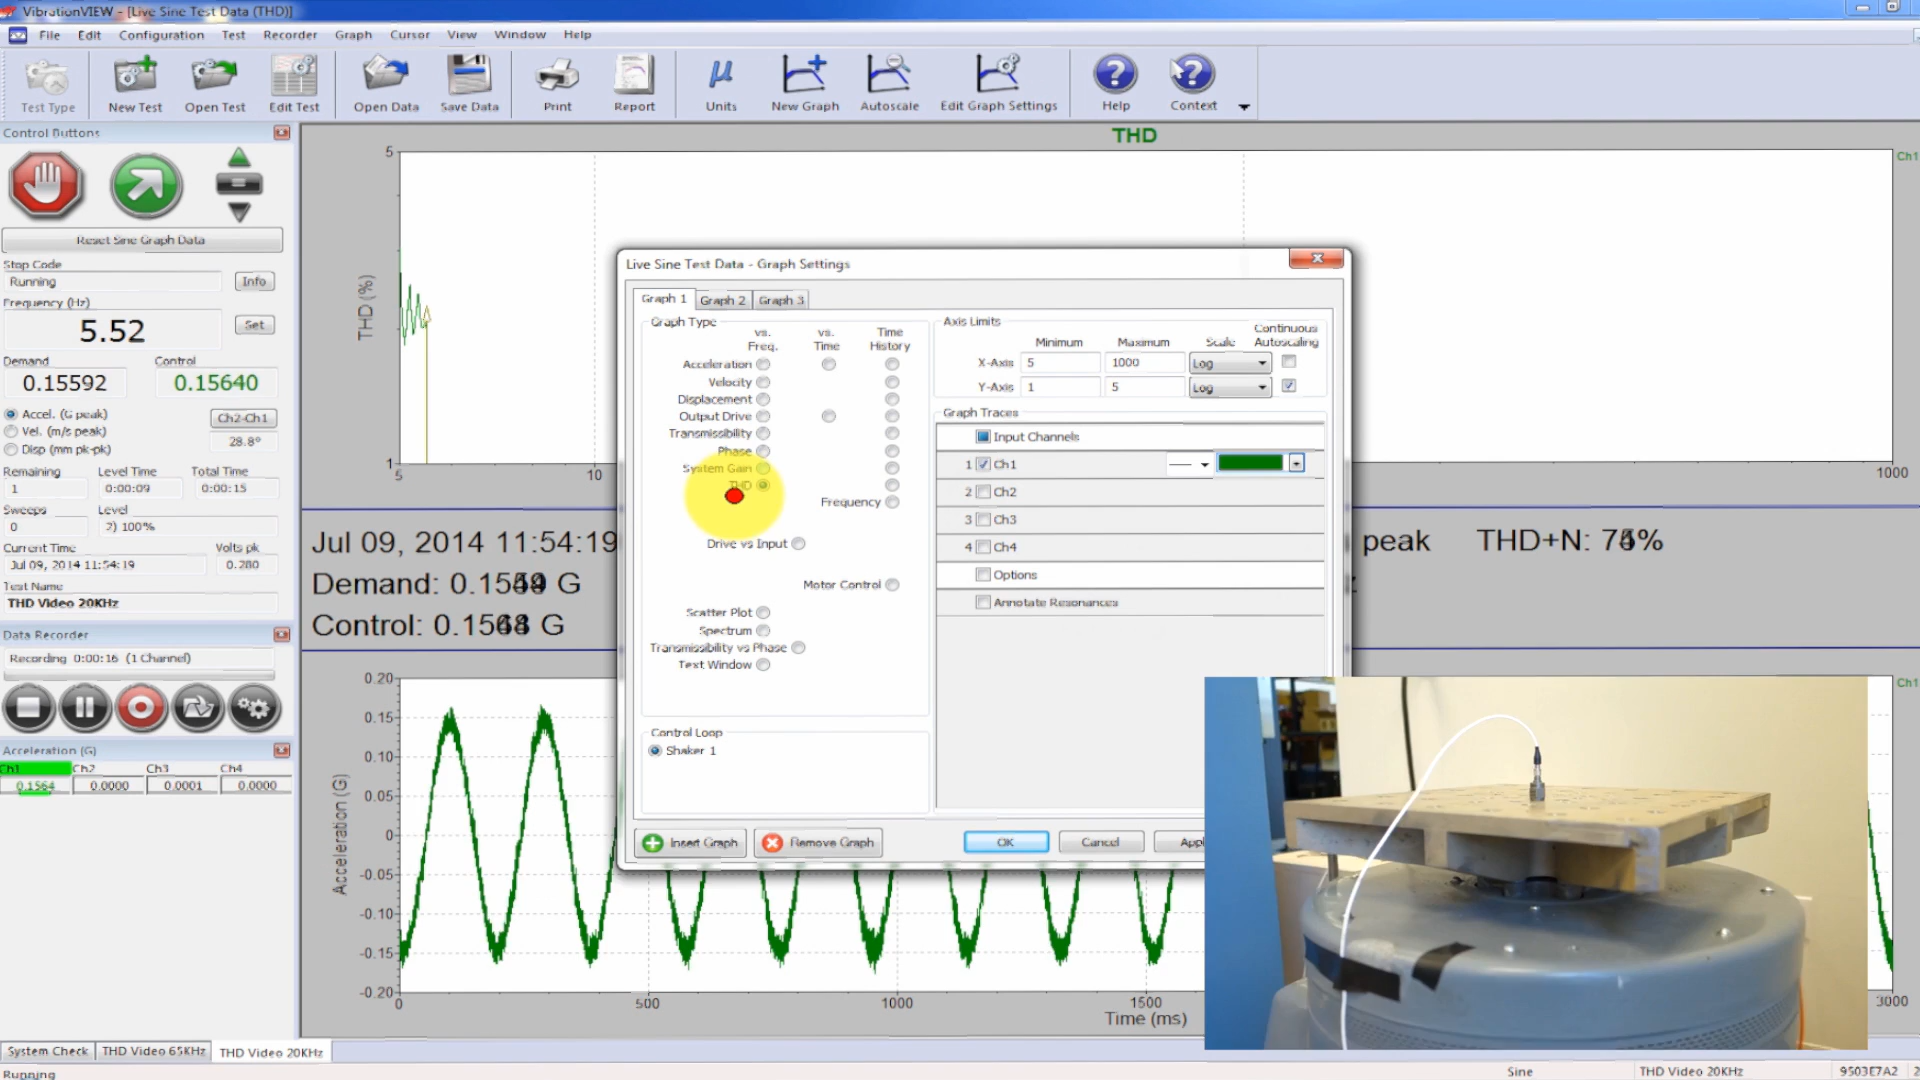 VibrationVIEW - [Live Sine Test Data (THD)]
File Edit Configuration Test Recorder Graph Cursor View Window Help
Test Type New Test Open Test Edit Test Open Data Save Data Print Report Units New Graph Autoscale Edit Graph Settings Help Context
Control Buttons
Reset Sine Graph Data
Stop Code
Running Info
Frequency (Hz)
5.52 Set
Demand Control
0.15592 0.15640
Accel. (G peak) Ch2-Ch1
Vel. (m/s peak) 28.8°
Disp (mm pk-pk)
Remaining Level Time Total Time
1 0:00:09 0:00:15
Sweeps Level
0 2) 100%
Current Time Volts pk
Jul 09, 2014 11:54:19 0.280
Test Name
THD Video 20KHz
Data Recorder
Recording 0:00:16 (1 Channel)
Acceleration (G)
Ch1 Ch2 Ch3 Ch4
0.1564 0.0000 0.0001 0.0000
THD
Ch1
5
THD (%)
1
5 10 1000
Jul 09, 2014 11:54:19
peak THD+N:
Demand: G
Control: G
Live Sine Test Data - Graph Settings
Graph 1 Graph 2 Graph 3
Graph Type
vs. Freq. vs. Time Time History
Acceleration
Velocity
Displacement
Output Drive
Transmissibility
Phase
System Gain
THD
Frequency
Drive vs Input
Motor Control
Scatter Plot
Spectrum
Transmissibility vs Phase
Text Window
Control Loop
Shaker 1
Axis Limits
Minimum Maximum Scale Continuous Autoscaling
X-Axis 5 1000 Log
Y-Axis 1 5 Log
Graph Traces
Input Channels
1 Ch1
2 Ch2
3 Ch3
4 Ch4
Options
Annotate Resonances
Insert Graph Remove Graph OK Cancel Appl
Ch1
0.20
0.15
0.10
0.05
0
-0.05
-0.10
-0.15
-0.20
Acceleration (G)
0 500 1000 1500 3000
Time (ms)
System Check THD Video 65KHz THD Video 20KHz
Running Sine THD Video 20KHz 9503E7A2 2